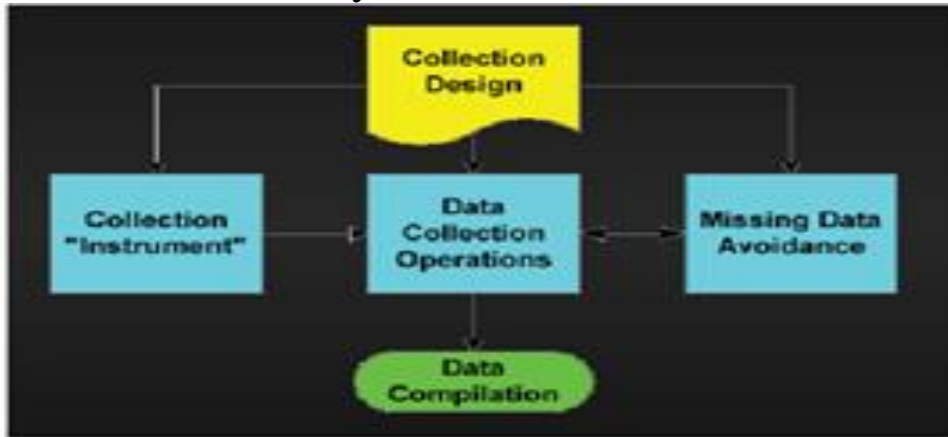 Collection
Design
Collection
"Instrument"
Data
Collection
Operations
Missing Data
Avoidance
Data
Compilation